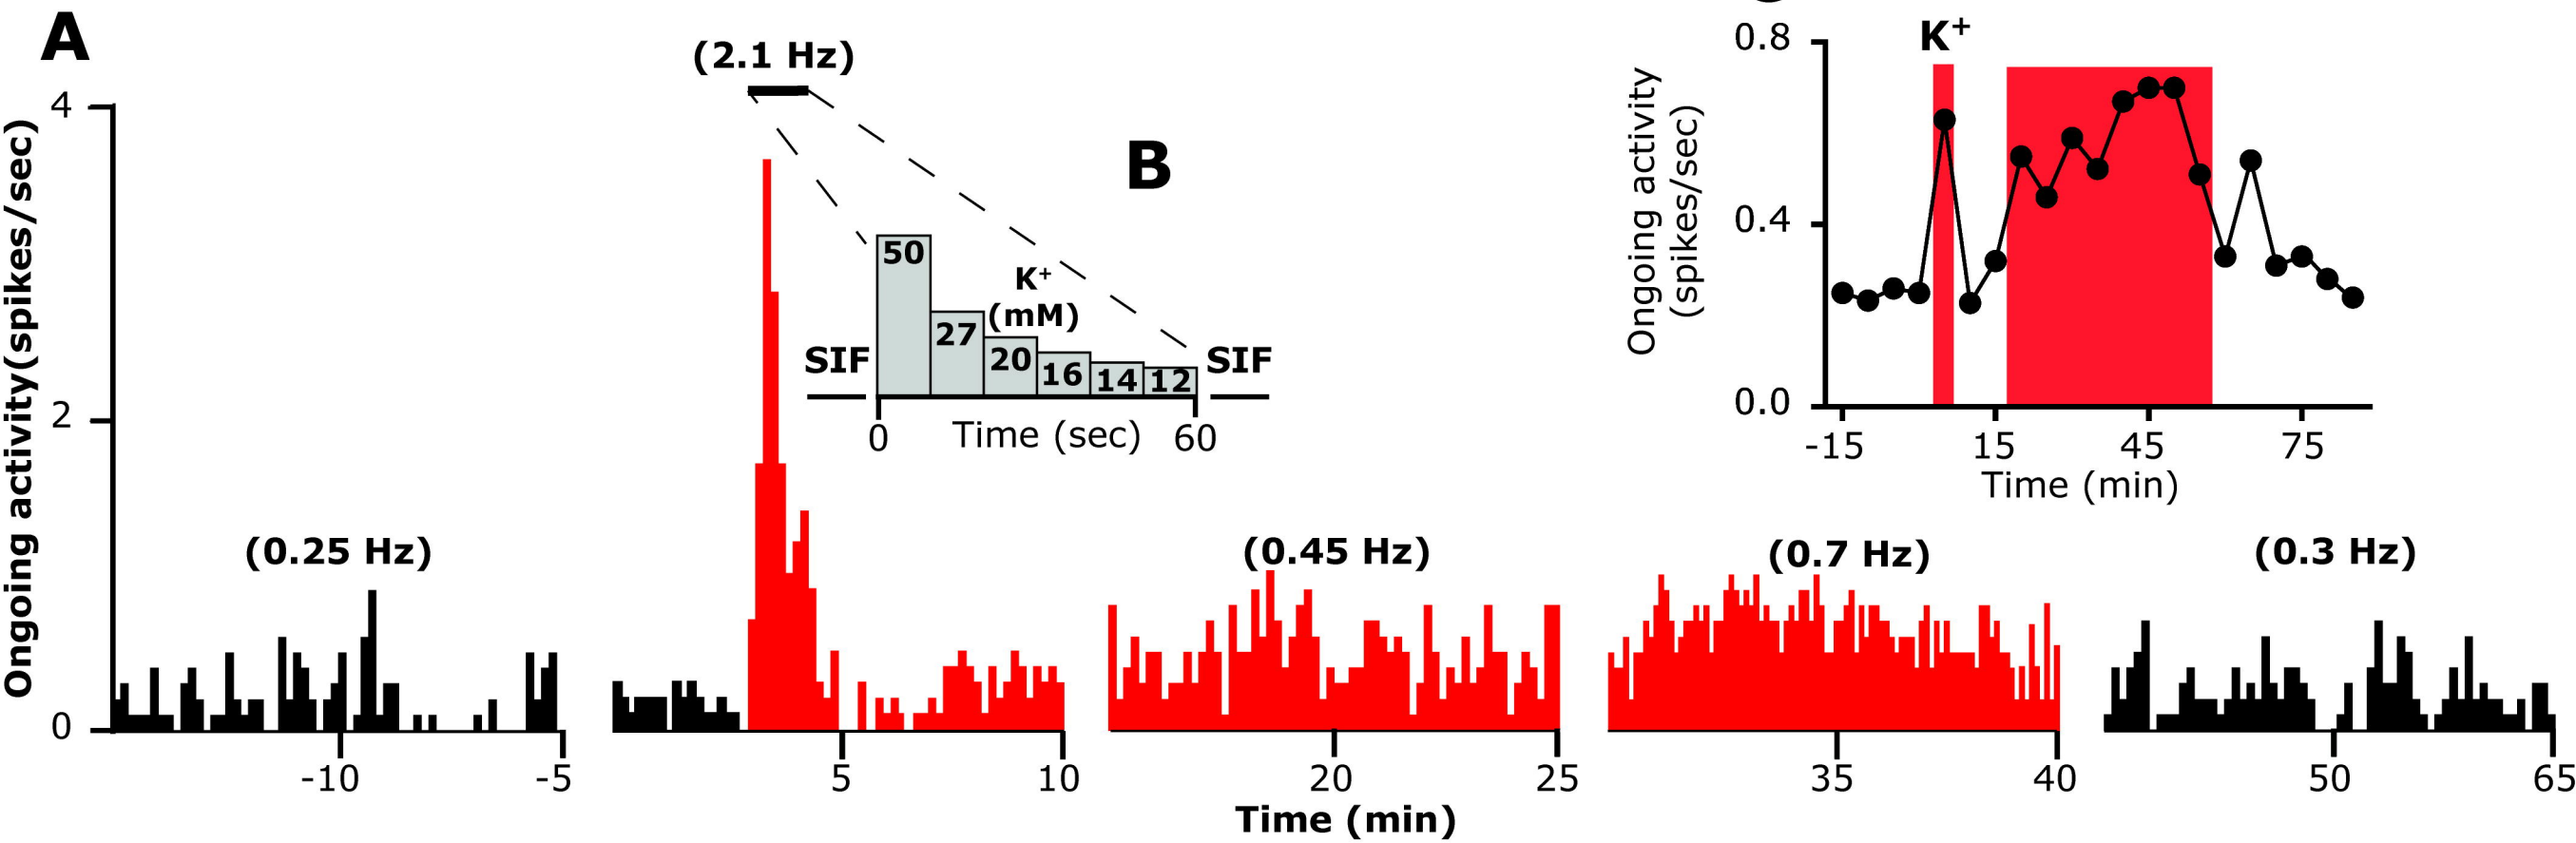 A
(2.1 Hz)
4
2
0
Ongoing activity(spikes/sec)
B
50
27
20
16
14
12
K+
(mM)
SIF
SIF
0
Time (sec)
60
K+
0.8
0.4
0.0
Ongoing activity
(spikes/sec)
-15
15
45
75
Time (min)
(0.25 Hz)
(0.45 Hz)
(0.7 Hz)
(0.3 Hz)
-10
-5
5
10
20
25
35
40
50
65
Time (min)